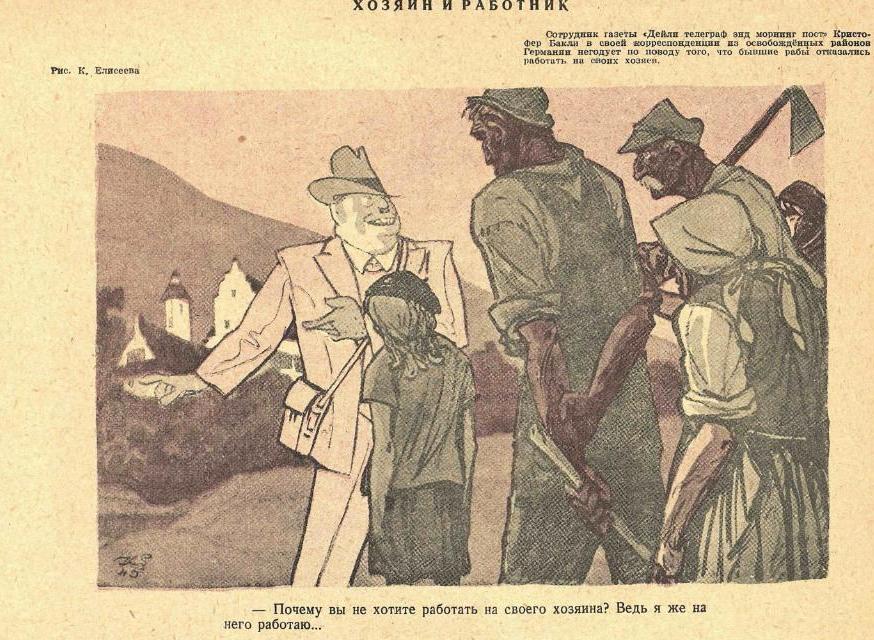 ХОЗЯИН И РАБОТНИК
Сотрудник газеты «Дейли телеграф энд морнинг пост» Кристо-
фер Бакли в своей корреспонденции из освобождённых районов
Германии негодует по поводу того, что бывшие рабы отказались
работать на своих хозяев.
Рис. К. Елисеева
45
— Почему вы не хотите работать на своего хозяина? Ведь я же на
него работаю...